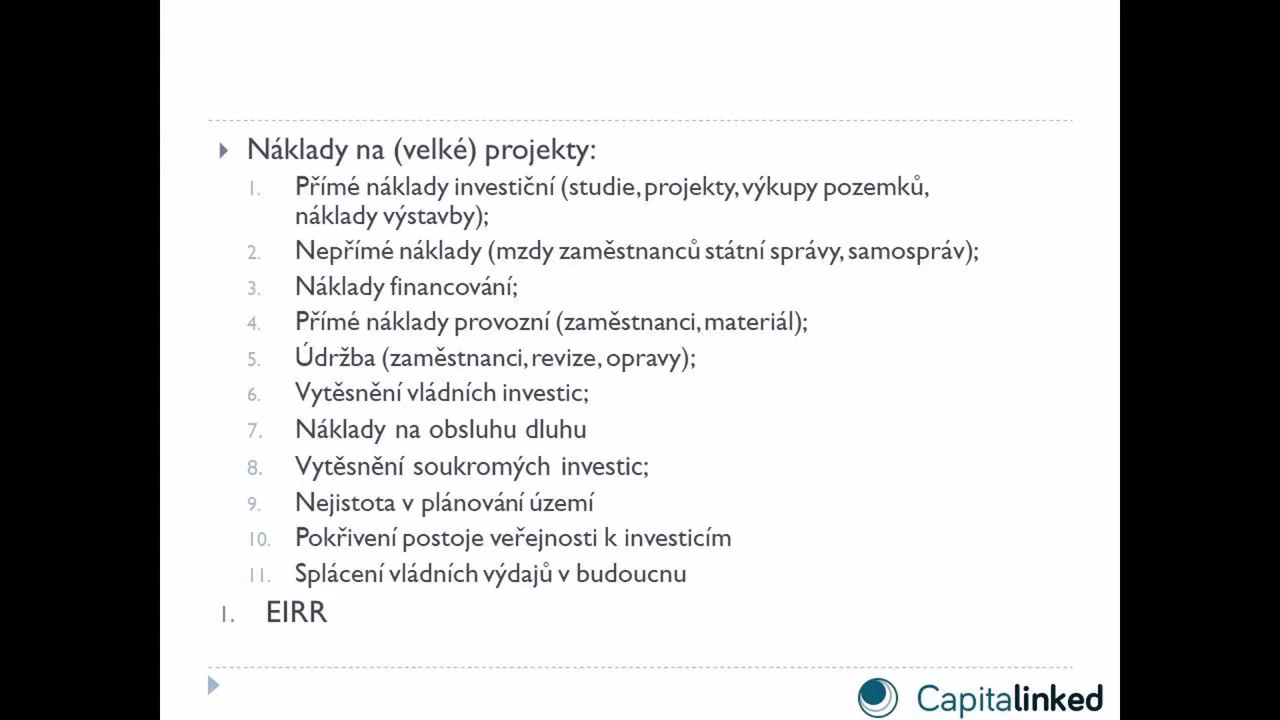 Náklady na (velké) projekty:
1. Přímé náklady investiční (studie, projekty, výkupy pozemků,
náklady výstavby);
2. Nepřímé náklady (mzdy zaměstnanců státní správy, samospráv);
3. Náklady financování;
4. Přímé náklady provozní (zaměstnanci, materiál);
5. Údržba (zaměstnanci, revize, opravy);
6. Vytěsnění vládních investic;
7. Náklady na obsluhu dluhu
8. Vytěsnění soukromých investic;
9. Nejistota v plánování území
10. Pokřivení postoje veřejnosti k investicím
11. Splácení vládních výdajů v budoucnu
1. EIRR
Capitalinked